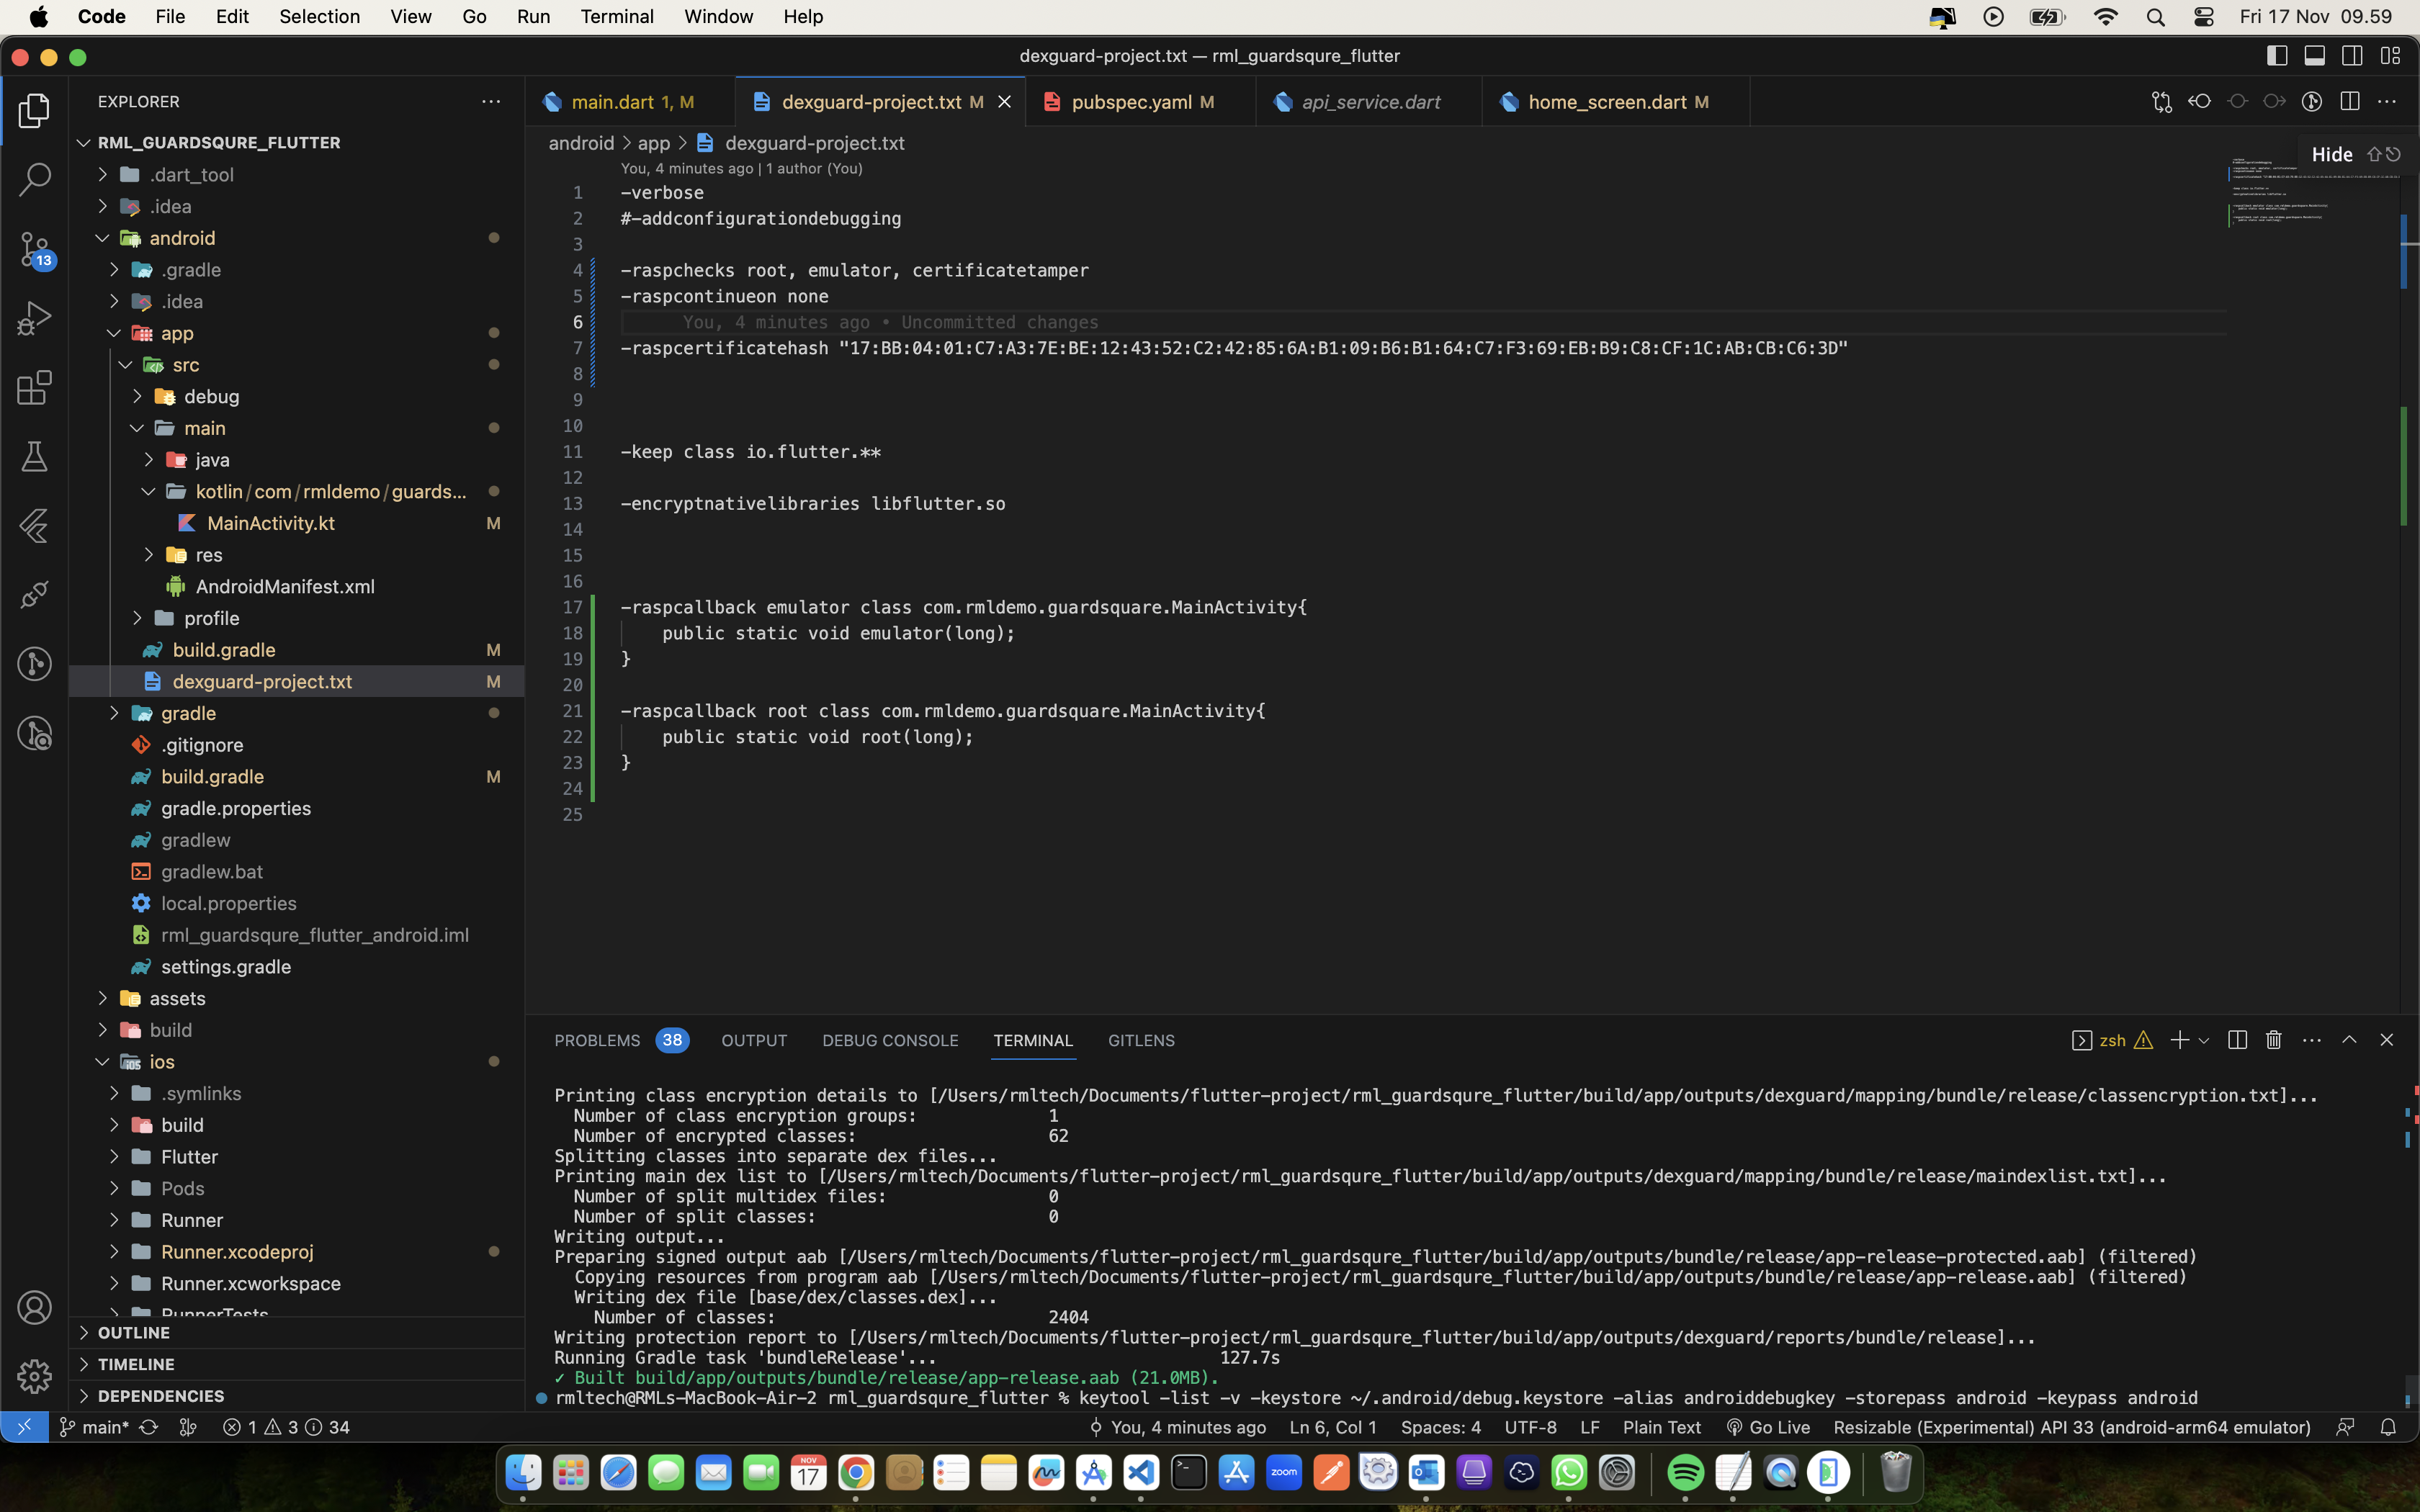 Code File Edit Selection View Go Run Terminal Window Help Fri 17 Nov 09.59
dexguard-project.txt — rml_guardsqure_flutter
EXPLORER
main.dart 1, M
dexguard-project.txt M
pubspec.yaml M
api_service.dart
home_screen.dart M
RML_GUARDSQURE_FLUTTER
.dart_tool
.idea
android
.gradle
.idea
app
src
debug
main
java
kotlin/com/rmldemo/guards...
MainActivity.kt M
res
AndroidManifest.xml
profile
build.gradle M
dexguard-project.txt M
gradle
.gitignore
build.gradle M
gradle.properties
gradlew
gradlew.bat
local.properties
rml_guardsqure_flutter_android.iml
settings.gradle
assets
build
ios
.symlinks
build
Flutter
Pods
Runner
Runner.xcodeproj
Runner.xcworkspace
RunnerTests
OUTLINE
TIMELINE
DEPENDENCIES
13
android > app > dexguard-project.txt
Hide
You, 4 minutes ago | 1 author (You)
1 -verbose
2 #-addconfigurationdebugging
3
4 -raspchecks root, emulator, certificatetamper
5 -raspcontinueon none
6 You, 4 minutes ago • Uncommitted changes
7 -raspcertificatehash "17:BB:04:01:C7:A3:7E:BE:12:43:52:C2:42:85:6A:B1:09:B6:B1:64:C7:F3:69:EB:B9:C8:CF:1C:AB:CB:C6:3D"
8
9
10
11 -keep class io.flutter.**
12
13 -encryptnativelibraries libflutter.so
14
15
16
17 -raspcallback emulator class com.rmldemo.guardsquare.MainActivity{
18 public static void emulator(long);
19 }
20
21 -raspcallback root class com.rmldemo.guardsquare.MainActivity{
22 public static void root(long);
23 }
24
25
PROBLEMS 38 OUTPUT DEBUG CONSOLE TERMINAL GITLENS zsh
Printing class encryption details to [/Users/rmltech/Documents/flutter-project/rml_guardsqure_flutter/build/app/outputs/dexguard/mapping/bundle/release/classencryption.txt]...
Number of class encryption groups: 1
Number of encrypted classes: 62
Splitting classes into separate dex files...
Printing main dex list to [/Users/rmltech/Documents/flutter-project/rml_guardsqure_flutter/build/app/outputs/dexguard/mapping/bundle/release/maindexlist.txt]...
Number of split multidex files: 0
Number of split classes: 0
Writing output...
Preparing signed output aab [/Users/rmltech/Documents/flutter-project/rml_guardsqure_flutter/build/app/outputs/bundle/release/app-release-protected.aab] (filtered)
Copying resources from program aab [/Users/rmltech/Documents/flutter-project/rml_guardsqure_flutter/build/app/outputs/bundle/release/app-release.aab] (filtered)
Writing dex file [base/dex/classes.dex]...
Number of classes: 2404
Writing protection report to [/Users/rmltech/Documents/flutter-project/rml_guardsqure_flutter/build/app/outputs/dexguard/reports/bundle/release]...
Running Gradle task 'bundleRelease'... 127.7s
✓ Built build/app/outputs/bundle/release/app-release.aab (21.0MB).
rmltech@RMLs-MacBook-Air-2 rml_guardsqure_flutter % keytool -list -v -keystore ~/.android/debug.keystore -alias androiddebugkey -storepass android -keypass android
main* 1 3 34 You, 4 minutes ago Ln 6, Col 1 Spaces: 4 UTF-8 LF Plain Text Go Live Resizable (Experimental) API 33 (android-arm64 emulator)
NOV
17
zoom